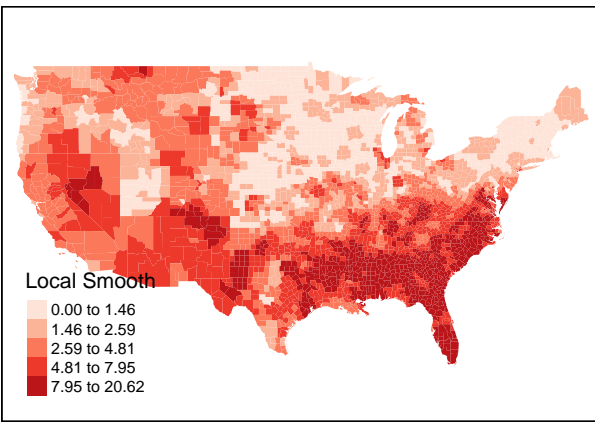 Local Smooth
0.00 to 1.46
1.46 to 2.59
2.59 to 4.81
4.81 to 7.95
7.95 to 20.62